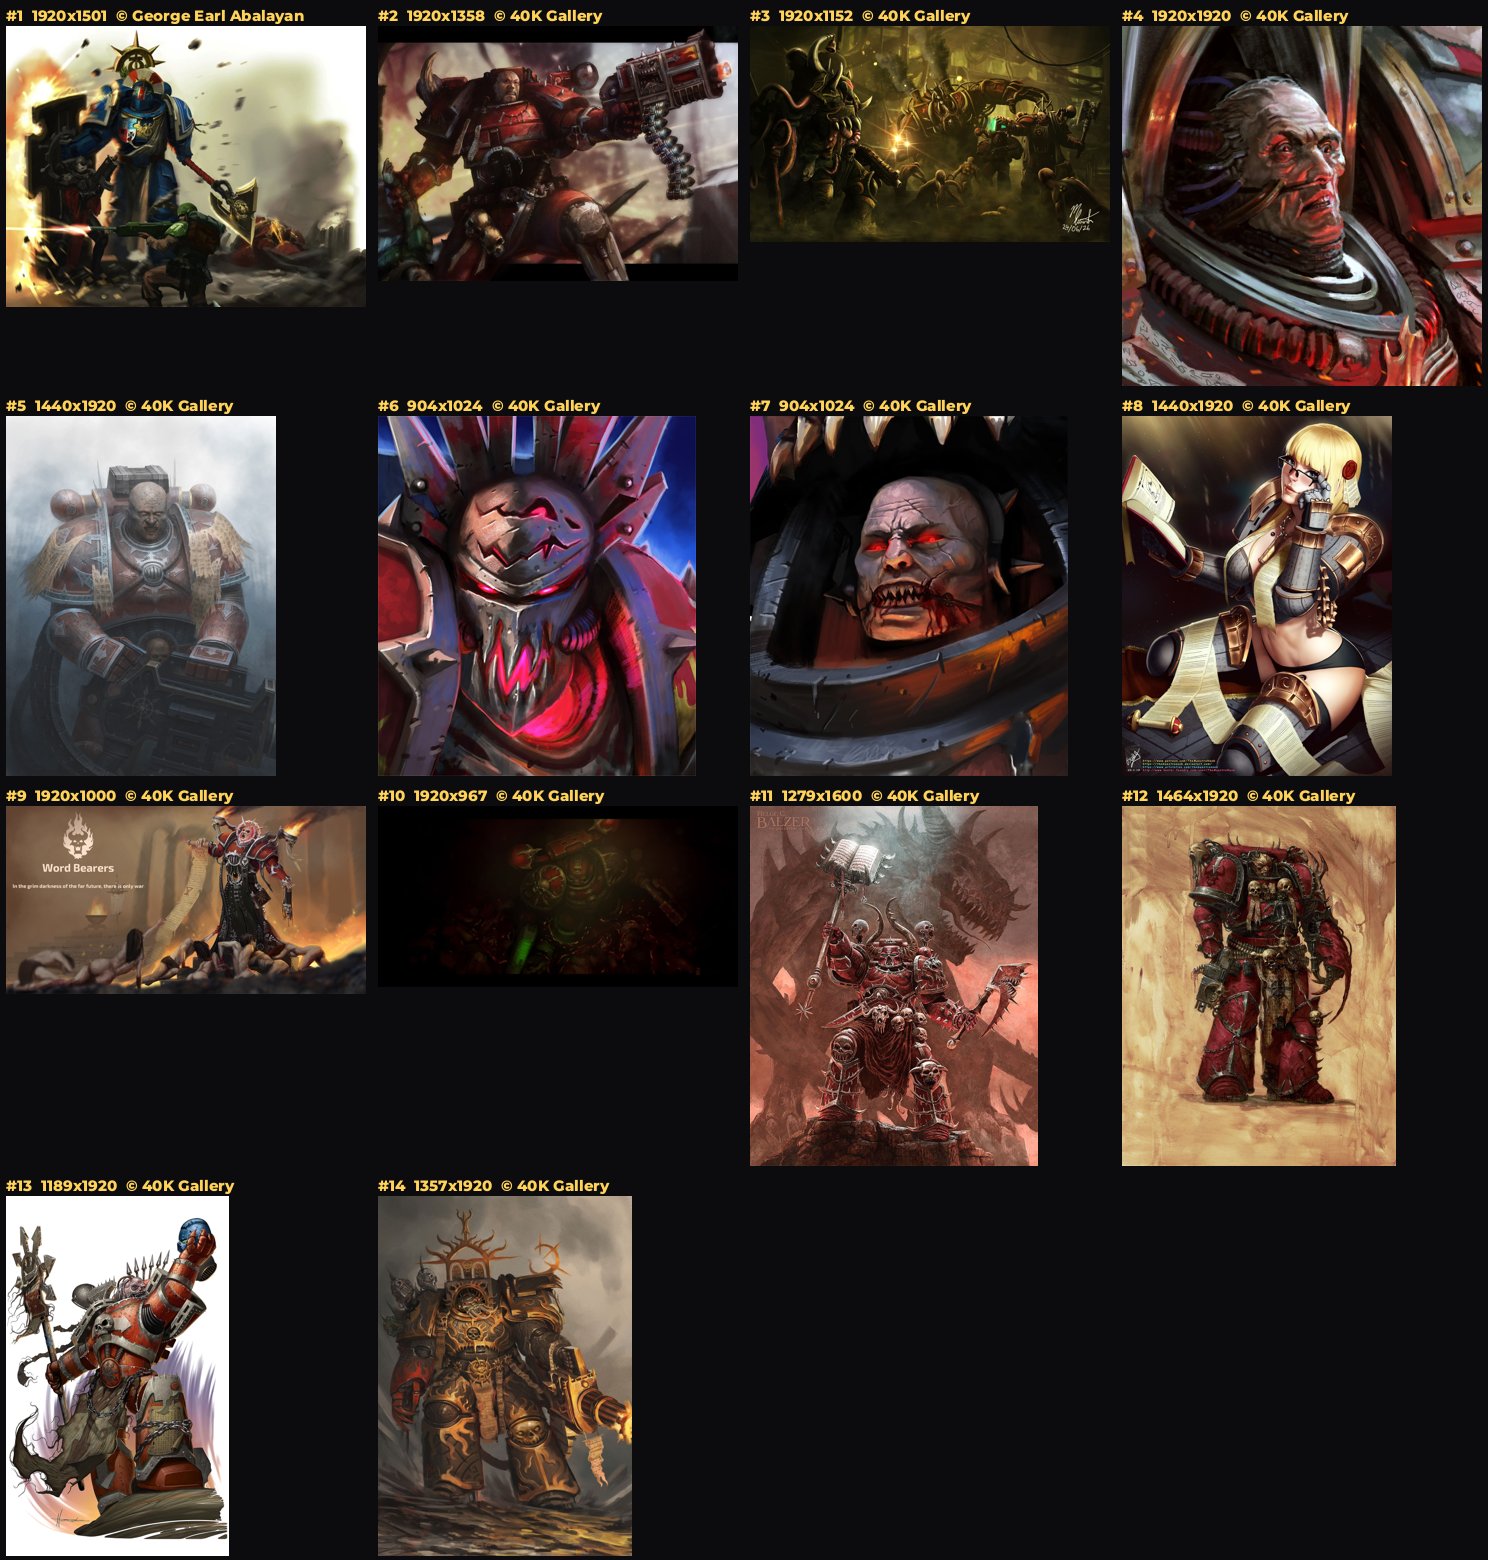 #1 1920x1501 © George Earl Abalayan
#2 1920x1358 © 40K Gallery
#3 1920x1152 © 40K Gallery
#4 1920x1920 © 40K Gallery
#5 1440x1920 © 40K Gallery
#6 904x1024 © 40K Gallery
#7 904x1024 © 40K Gallery
#8 1440x1920 © 40K Gallery
#9 1920x1000 © 40K Gallery
Word Bearers
In the grim darkness of the far future, there is only war
#10 1920x967 © 40K Gallery
#11 1279x1600 © 40K Gallery
BALZER
#12 1464x1920 © 40K Gallery
#13 1189x1920 © 40K Gallery
#14 1357x1920 © 40K Gallery